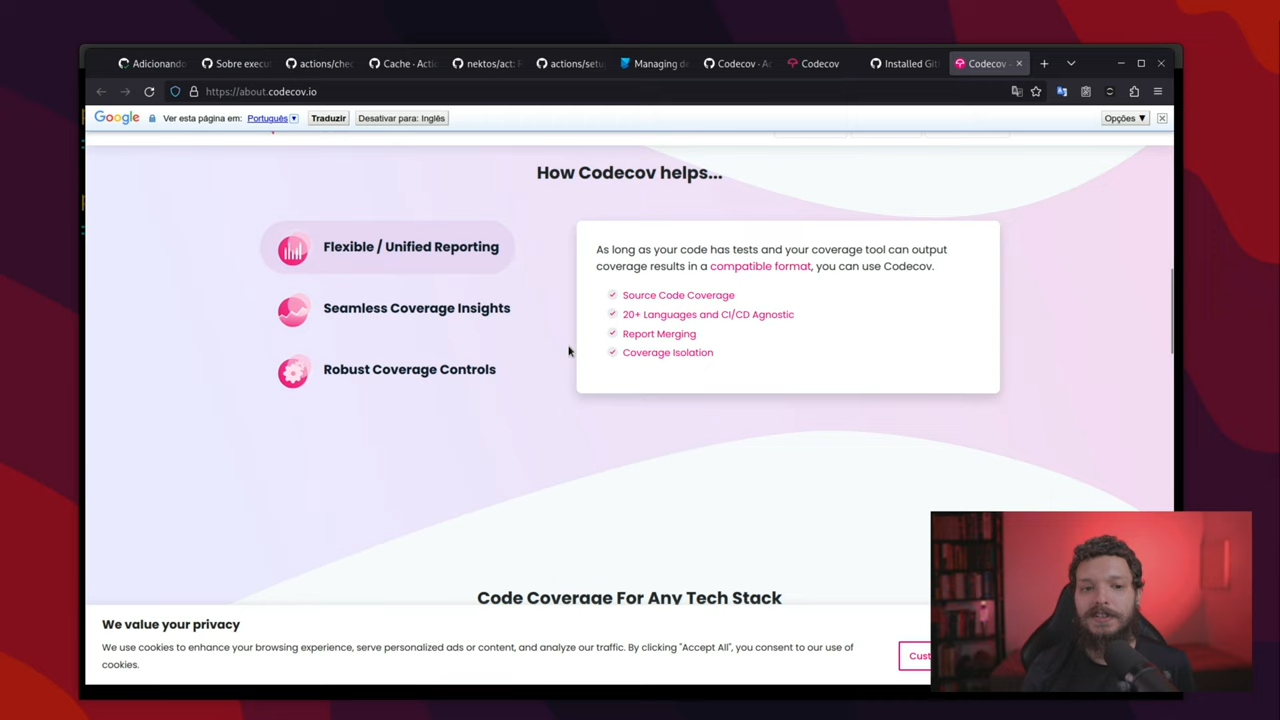 Adicionando
Sobre execu
actions/chec
Cache · Actio
nektos/act: R
actions/setu
Managing de
Codecov · Ac
Codecov
Installed Git
Codecov -
https://about.codecov.io
Google
Ver esta página em:
Português
Traduzir
Desativar para: Inglês
Opções ▼
How Codecov helps...
Flexible / Unified Reporting
Seamless Coverage Insights
Robust Coverage Controls
As long as your code has tests and your coverage tool can output
coverage results in a compatible format, you can use Codecov.
Source Code Coverage
20+ Languages and CI/CD Agnostic
Report Merging
Coverage Isolation
Code Coverage For Any Tech Stack
We value your privacy
We use cookies to enhance your browsing experience, serve personalized ads or content, and analyze our traffic. By clicking "Accept All", you consent to our use of
cookies.
Cust